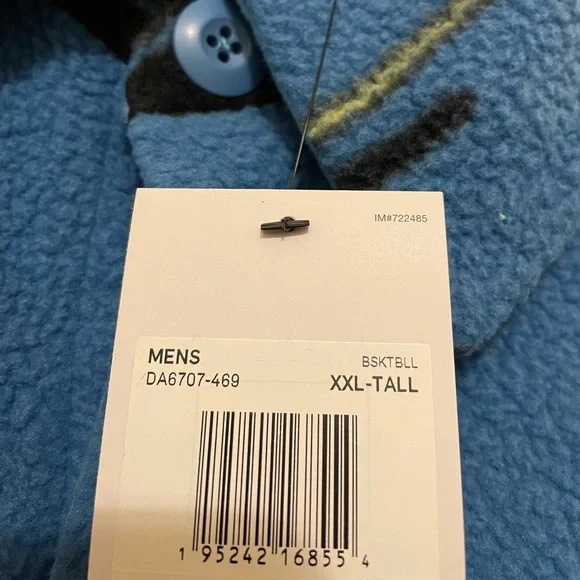 IM#722485
MENS BSKTBLL
DA6707-469 XXL-TALL
1 95242 16855 4